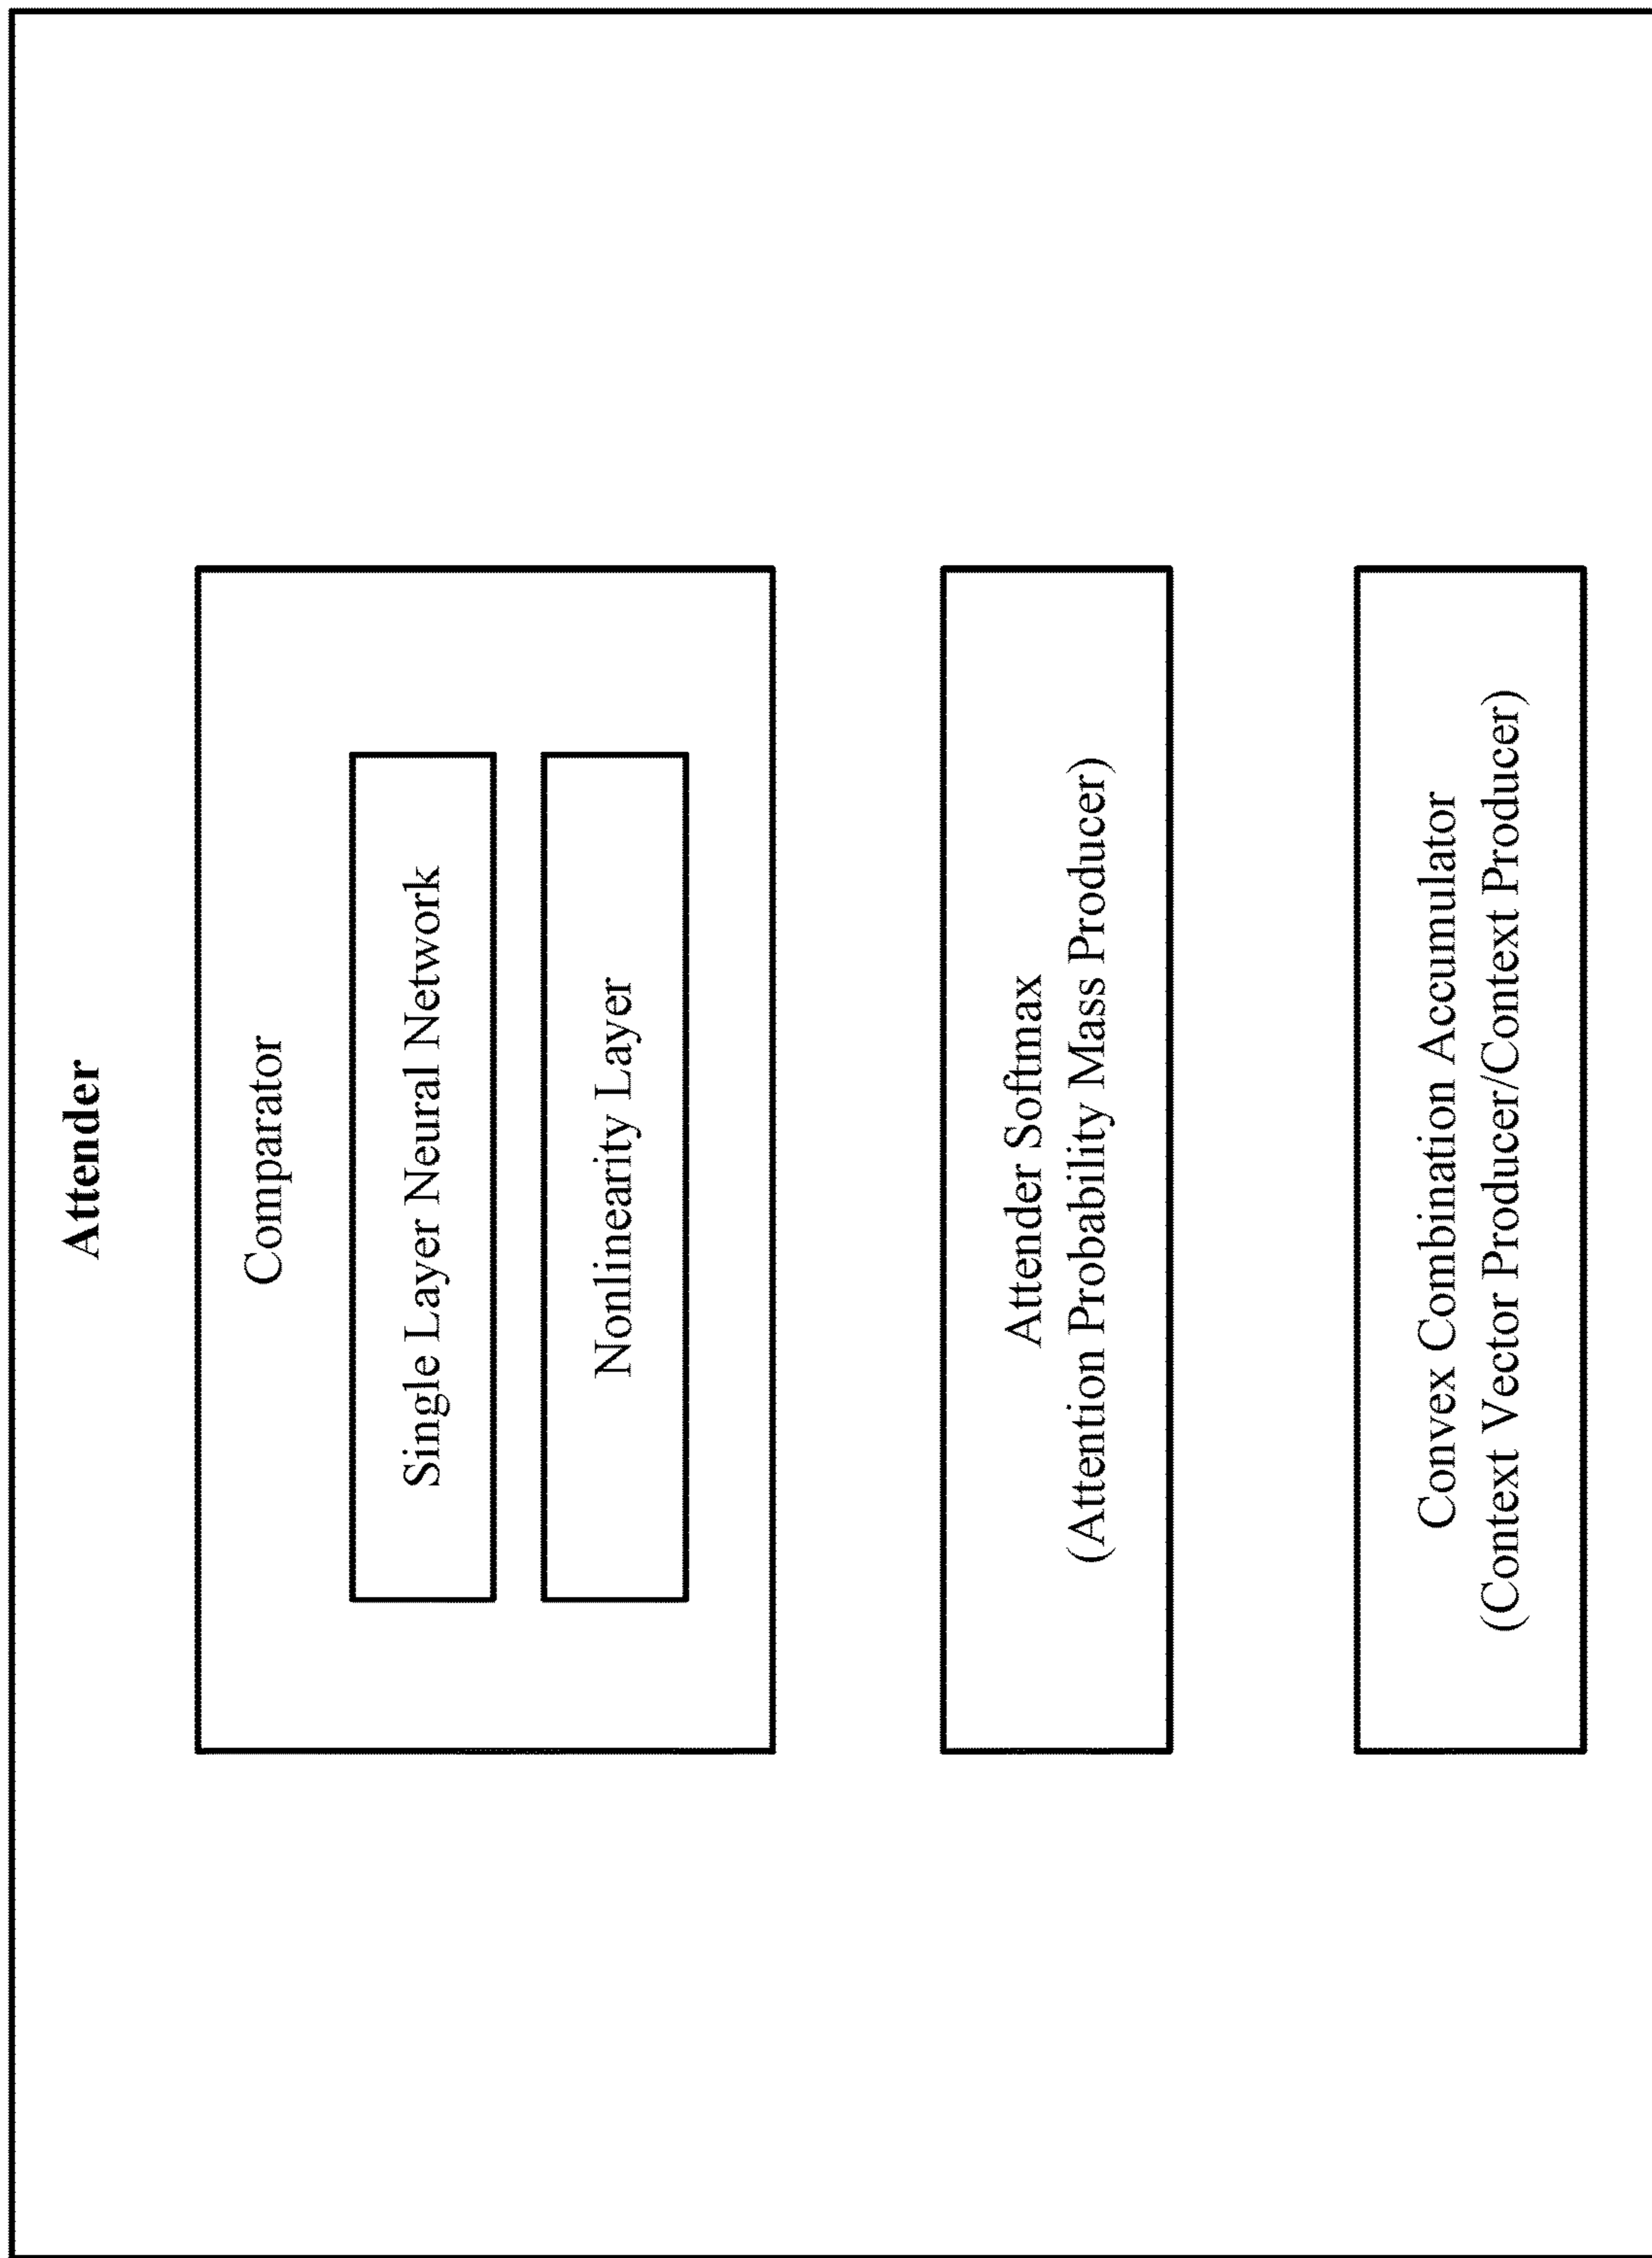 Attender
Comparator
Single Layer Neural Network
Nonlinearity Layer
Attender Softmax
(Attention Probability Mass Producer)
Convex Combination Accumulator
(Context Vector Producer/Context Producer)